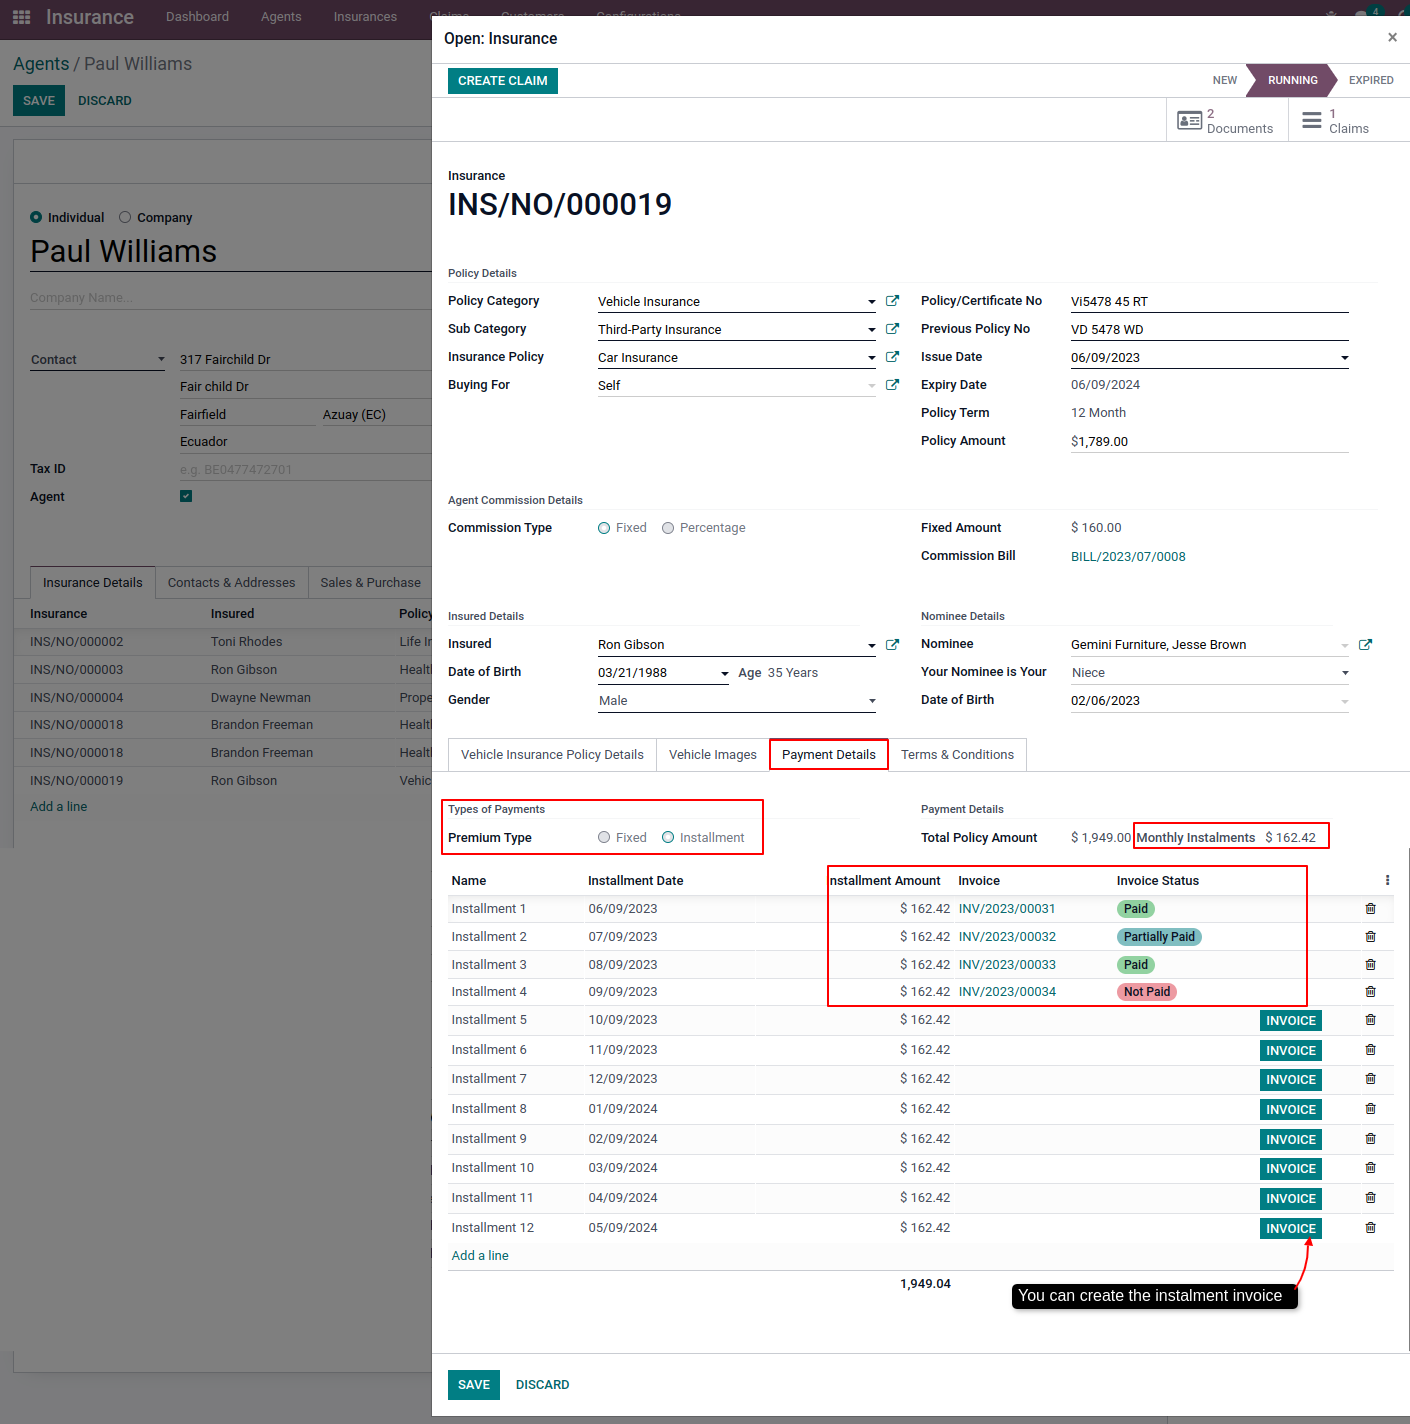 Insurance Dashboard Agents Insurances Claims Customers Configurations 4
Agents / Paul Williams
SAVE DISCARD
Individual Company
Paul Williams
Company Name...
Contact 317 Fairchild Dr
Fair child Dr
Fairfield Azuay (EC)
Ecuador
Tax ID e.g. BE0477472701
Agent
Insurance Details Contacts & Addresses Sales & Purchase
Insurance Insured Policy
INS/NO/000002 Toni Rhodes Life In
INS/NO/000003 Ron Gibson Healt
INS/NO/000004 Dwayne Newman Prope
INS/NO/000018 Brandon Freeman Healt
INS/NO/000018 Brandon Freeman Healt
INS/NO/000019 Ron Gibson Vehic
Add a line
Open: Insurance ×
CREATE CLAIM NEW RUNNING EXPIRED
2 Documents 1 Claims
Insurance
INS/NO/000019
Policy Details
Policy Category Vehicle Insurance Policy/Certificate No Vi5478 45 RT
Sub Category Third-Party Insurance Previous Policy No VD 5478 WD
Insurance Policy Car Insurance Issue Date 06/09/2023
Buying For Self Expiry Date 06/09/2024
Policy Term 12 Month
Policy Amount $1,789.00
Agent Commission Details
Commission Type Fixed Percentage Fixed Amount $ 160.00
Commission Bill BILL/2023/07/0008
Insured Details Nominee Details
Insured Ron Gibson Nominee Gemini Furniture, Jesse Brown
Date of Birth 03/21/1988 Age 35 Years Your Nominee is Your Niece
Gender Male Date of Birth 02/06/2023
Vehicle Insurance Policy Details Vehicle Images Payment Details Terms & Conditions
Types of Payments Payment Details
Premium Type Fixed Installment Total Policy Amount $ 1,949.00 Monthly Instalments $ 162.42
Name Installment Date Installment Amount Invoice Invoice Status
Installment 1 06/09/2023 $ 162.42 INV/2023/00031 Paid
Installment 2 07/09/2023 $ 162.42 INV/2023/00032 Partially Paid
Installment 3 08/09/2023 $ 162.42 INV/2023/00033 Paid
Installment 4 09/09/2023 $ 162.42 INV/2023/00034 Not Paid
Installment 5 10/09/2023 $ 162.42 INVOICE
Installment 6 11/09/2023 $ 162.42 INVOICE
Installment 7 12/09/2023 $ 162.42 INVOICE
Installment 8 01/09/2024 $ 162.42 INVOICE
Installment 9 02/09/2024 $ 162.42 INVOICE
Installment 10 03/09/2024 $ 162.42 INVOICE
Installment 11 04/09/2024 $ 162.42 INVOICE
Installment 12 05/09/2024 $ 162.42 INVOICE
Add a line
1,949.04
You can create the instalment invoice
SAVE DISCARD